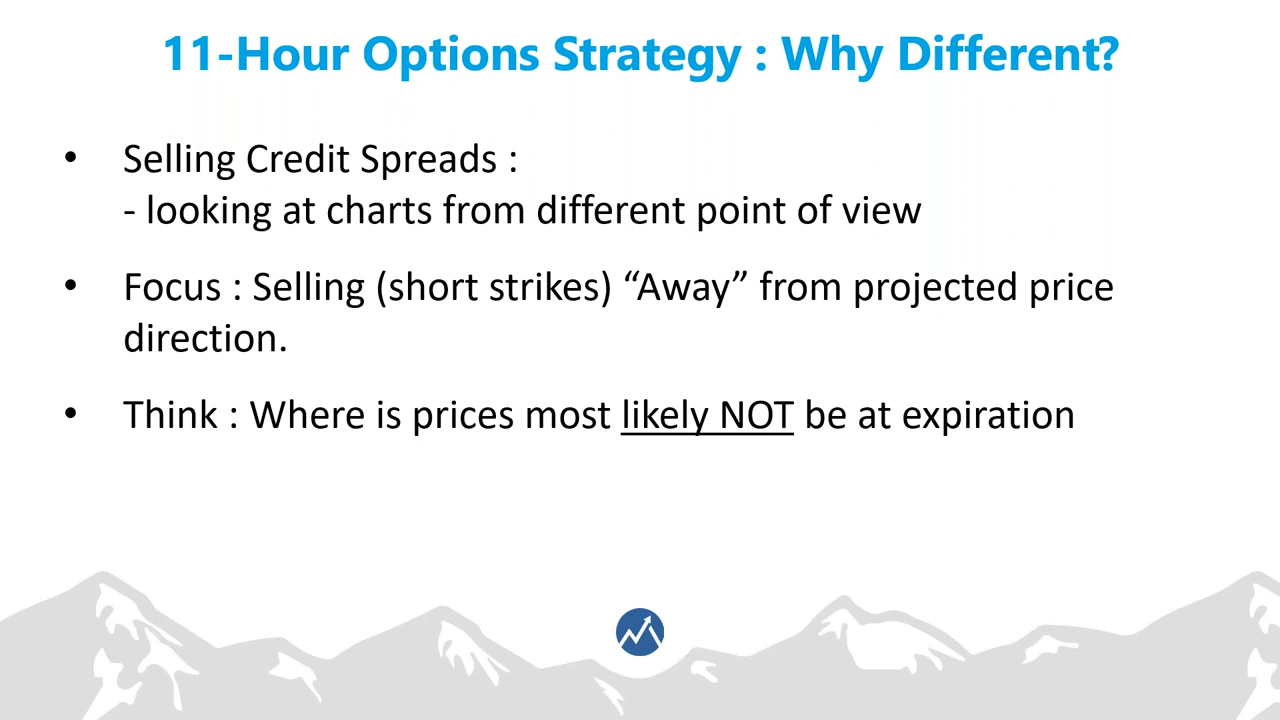 11-Hour Options Strategy : Why Different?
• Selling Credit Spreads :
- looking at charts from different point of view
• Focus : Selling (short strikes) “Away” from projected price
direction.
• Think : Where is prices most likely NOT be at expiration